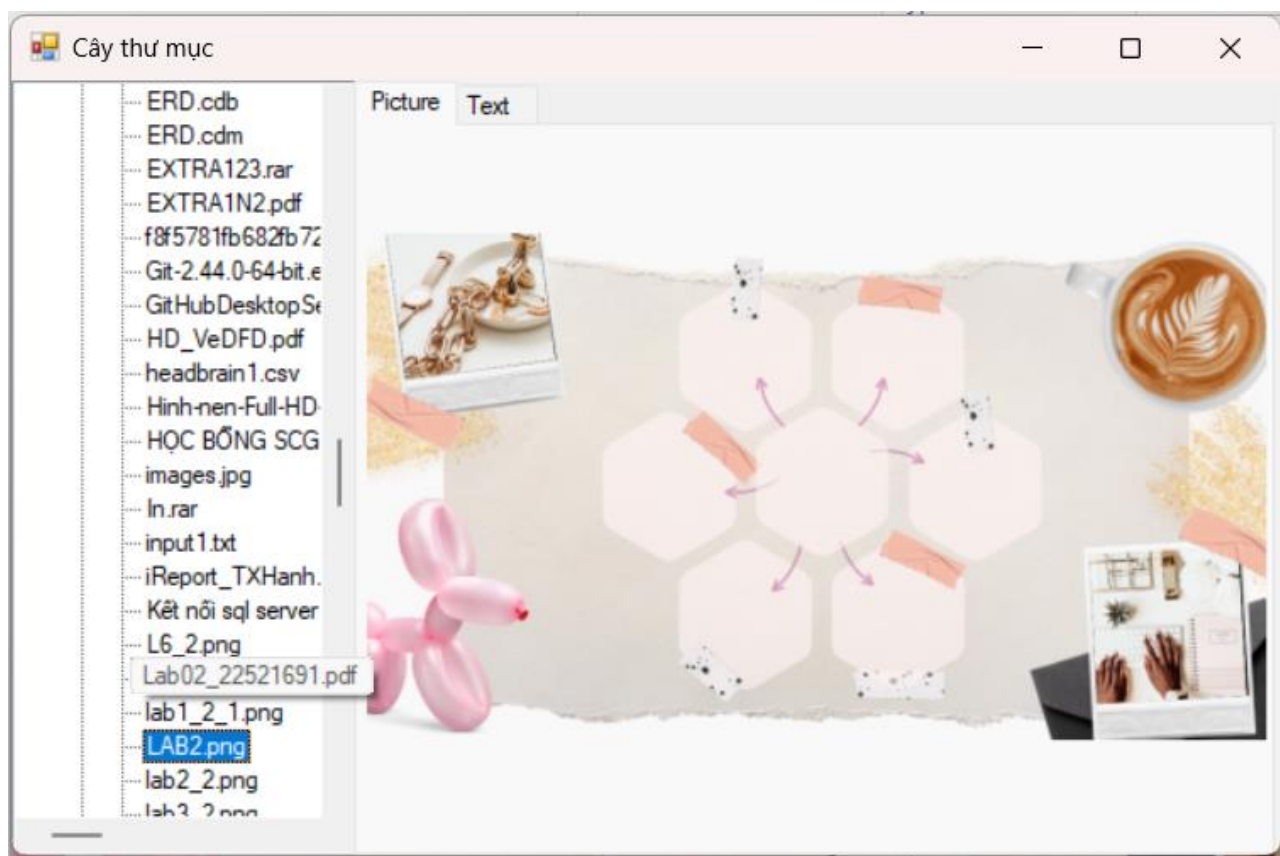 Cây thư mục
Picture Text
ERD.cdb
ERD.cdm
EXTRA123.rar
EXTRA1N2.pdf
f8f5781fb682fb72
Git-2.44.0-64-bit.e
GitHubDesktopSe
HD_VeDFD.pdf
headbrain1.csv
Hinh-nen-Full-HD-
HỌC BỔNG SCG
images.jpg
In.rar
input1.txt
iReport_TXHanh.
Kết nối sql server
L6_2.png
Lab02_22521691.pdf
lab1_2_1.png
LAB2.png
lab2_2.png
lab3_2.png